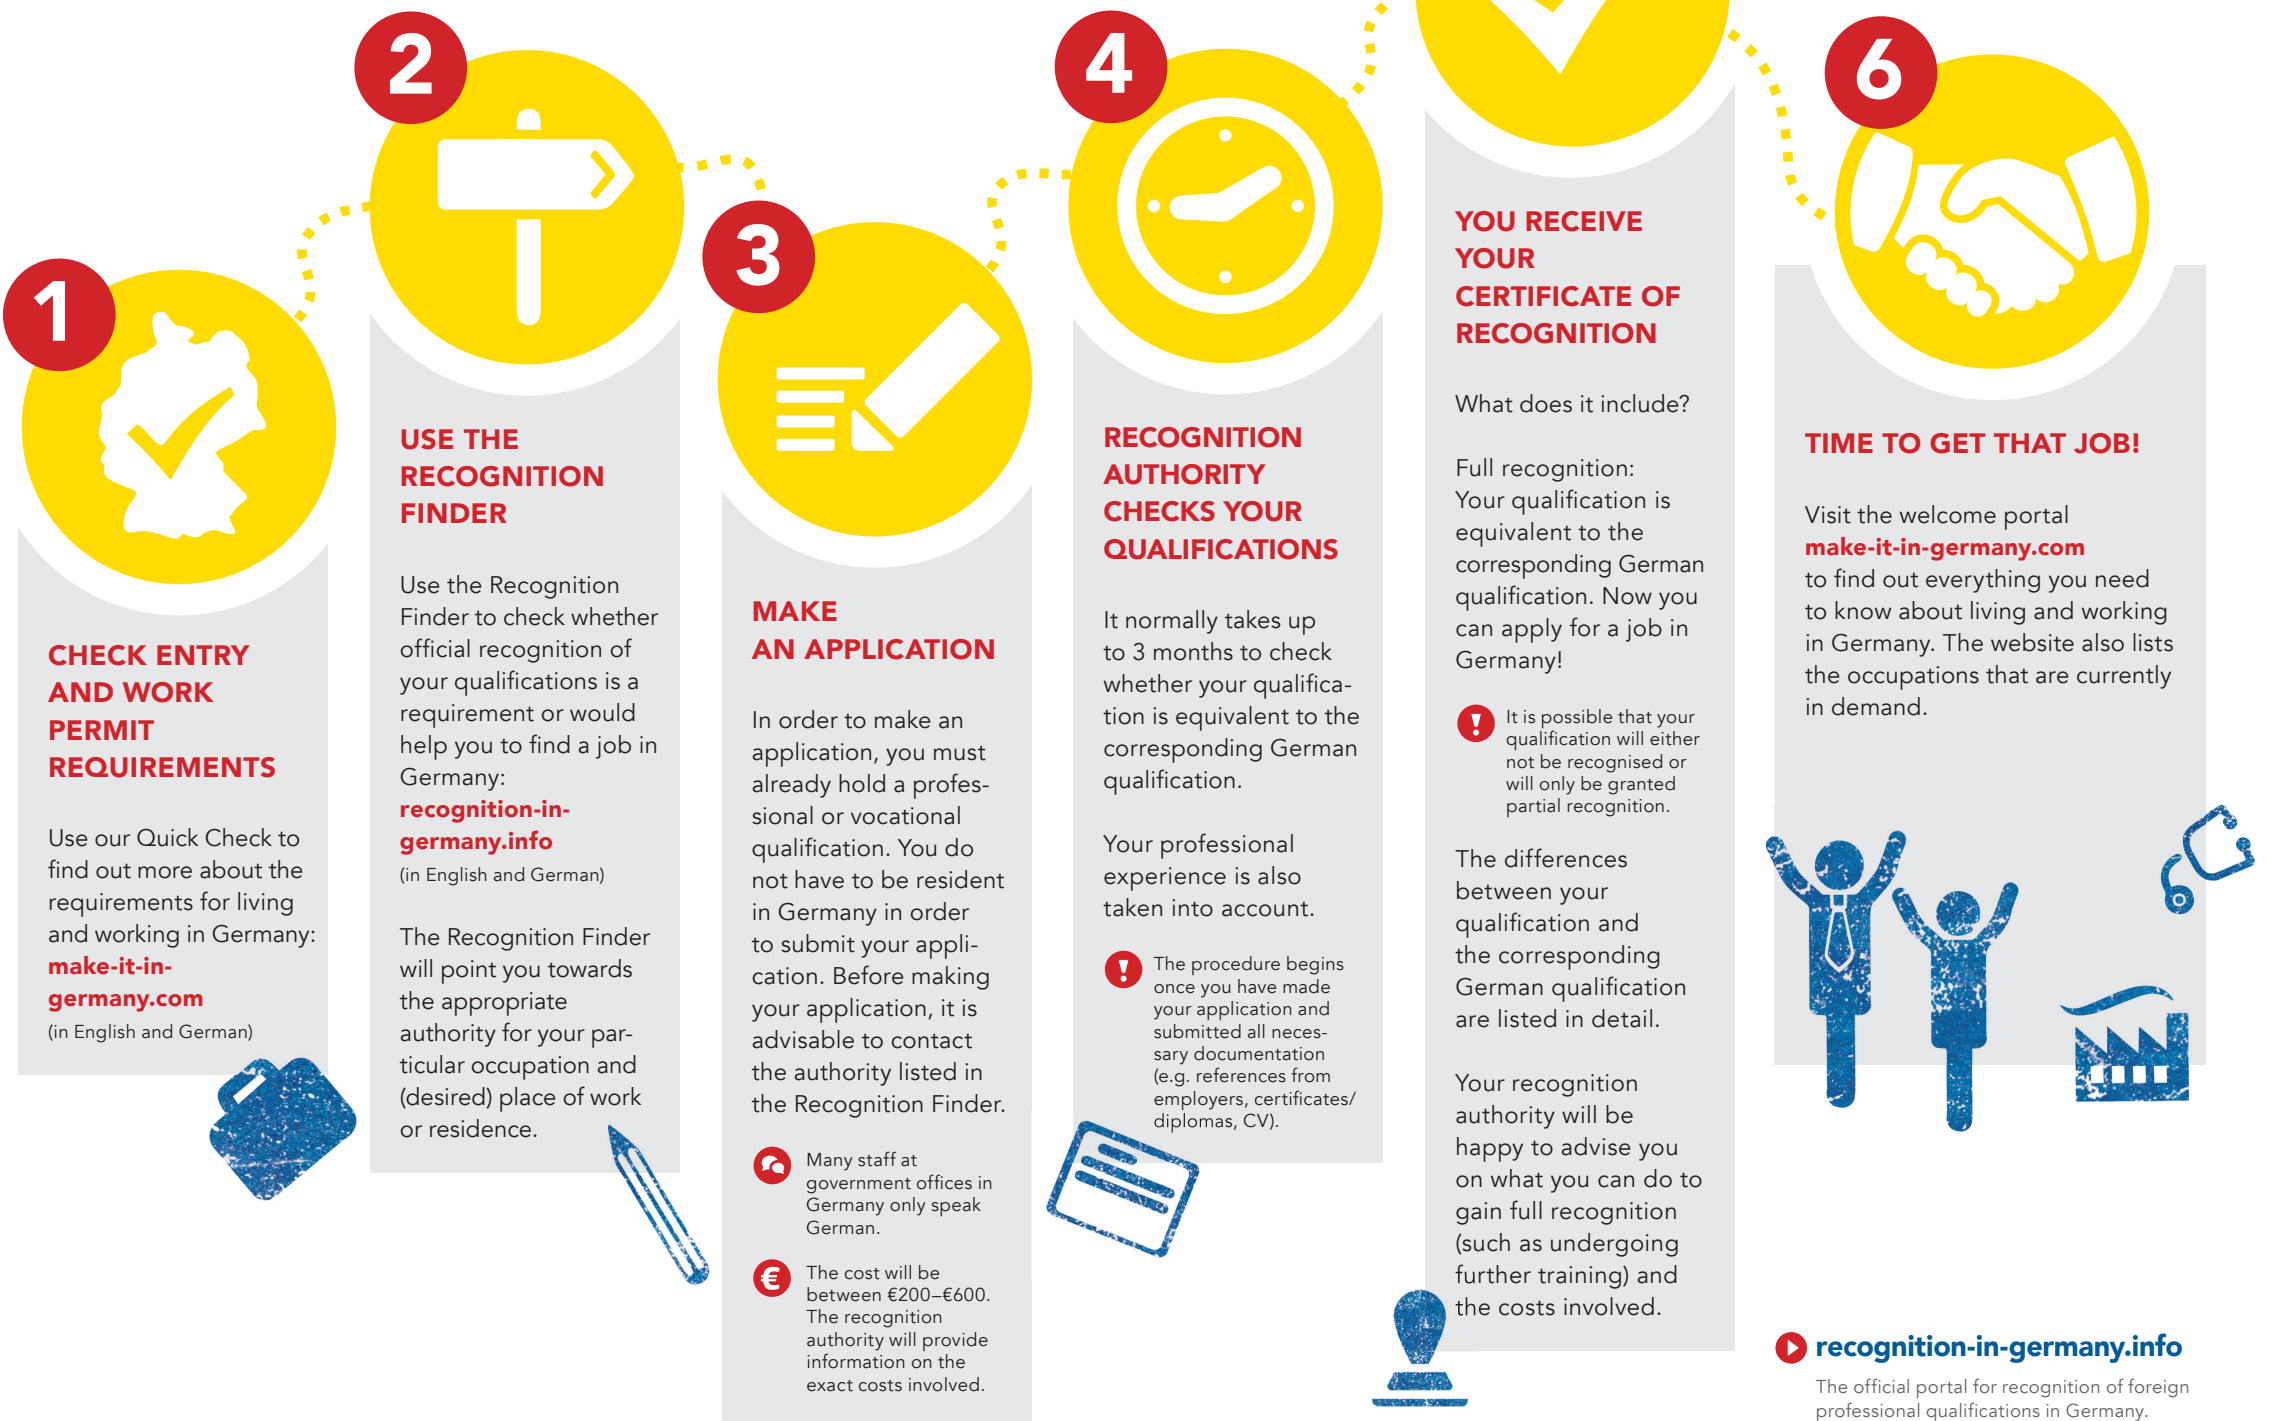 1
CHECK ENTRY
AND WORK
PERMIT
REQUIREMENTS
Use our Quick Check to
find out more about the
requirements for living
and working in Germany:
make-it-in-
germany.com
(in English and German)
2
USE THE
RECOGNITION
FINDER
Use the Recognition
Finder to check whether
official recognition of
your qualifications is a
requirement or would
help you to find a job in
Germany:
recognition-in-
germany.info
(in English and German)
The Recognition Finder
will point you towards
the appropriate
authority for your par-
ticular occupation and
(desired) place of work
or residence.
3
MAKE
AN APPLICATION
In order to make an
application, you must
already hold a profes-
sional or vocational
qualification. You do
not have to be resident
in Germany in order
to submit your appli-
cation. Before making
your application, it is
advisable to contact
the authority listed in
the Recognition Finder.
Many staff at
government offices in
Germany only speak
German.
€
The cost will be
between €200–€600.
The recognition
authority will provide
information on the
exact costs involved.
4
RECOGNITION
AUTHORITY
CHECKS YOUR
QUALIFICATIONS
It normally takes up
to 3 months to check
whether your qualifica-
tion is equivalent to the
corresponding German
qualification.
Your professional
experience is also
taken into account.
!
The procedure begins
once you have made
your application and
submitted all neces-
sary documentation
(e.g. references from
employers, certificates/
diplomas, CV).
YOU RECEIVE
YOUR
CERTIFICATE OF
RECOGNITION
What does it include?
Full recognition:
Your qualification is
equivalent to the
corresponding German
qualification. Now you
can apply for a job in
Germany!
!
It is possible that your
qualification will either
not be recognised or
will only be granted
partial recognition.
The differences
between your
qualification and
the corresponding
German qualification
are listed in detail.
Your recognition
authority will be
happy to advise you
on what you can do to
gain full recognition
(such as undergoing
further training) and
the costs involved.
6
TIME TO GET THAT JOB!
Visit the welcome portal
make-it-in-germany.com
to find out everything you need
to know about living and working
in Germany. The website also lists
the occupations that are currently
in demand.
recognition-in-germany.info
The official portal for recognition of foreign
professional qualifications in Germany.